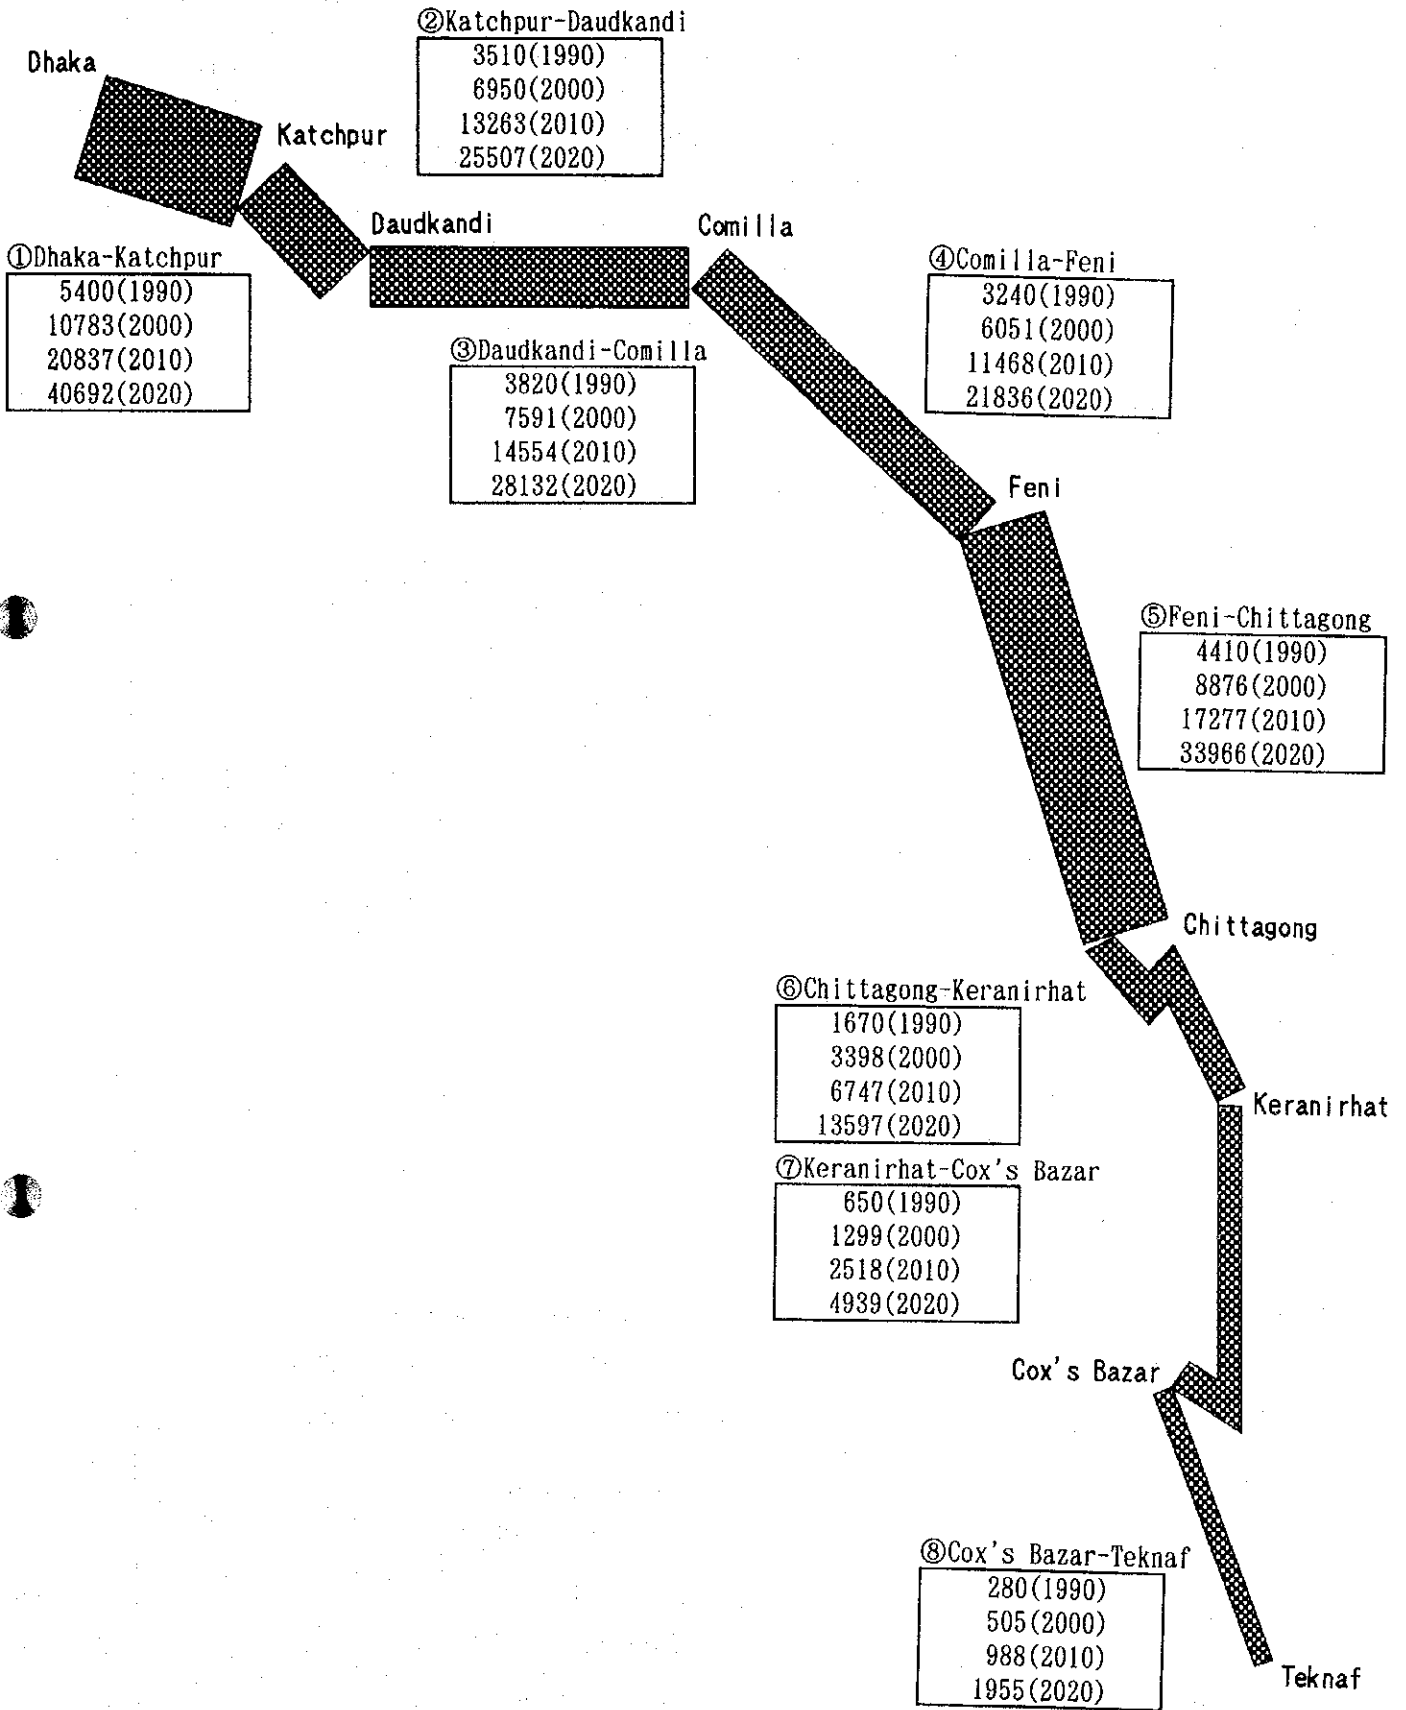 ②Katchpur-Daudkandi
3510(1990)
6950(2000)
13263(2010)
25507(2020)
Dhaka
Katchpur
Daudkandi
Comilla
①Dhaka-Katchpur
5400(1990)
10783(2000)
20837(2010)
40692(2020)
④Comilla-Feni
3240(1990)
6051(2000)
11468(2010)
21836(2020)
③Daudkandi-Comilla
3820(1990)
7591(2000)
14554(2010)
28132(2020)
Feni
⑤Feni-Chittagong
4410(1990)
8876(2000)
17277(2010)
33966(2020)
Chittagong
⑥Chittagong-Keranirhat
1670(1990)
3398(2000)
6747(2010)
13597(2020)
Keranirhat
⑦Keranirhat-Cox's Bazar
650(1990)
1299(2000)
2518(2010)
4939(2020)
Cox's Bazar
⑧Cox's Bazar-Teknaf
280(1990)
505(2000)
988(2010)
1955(2020)
Teknaf